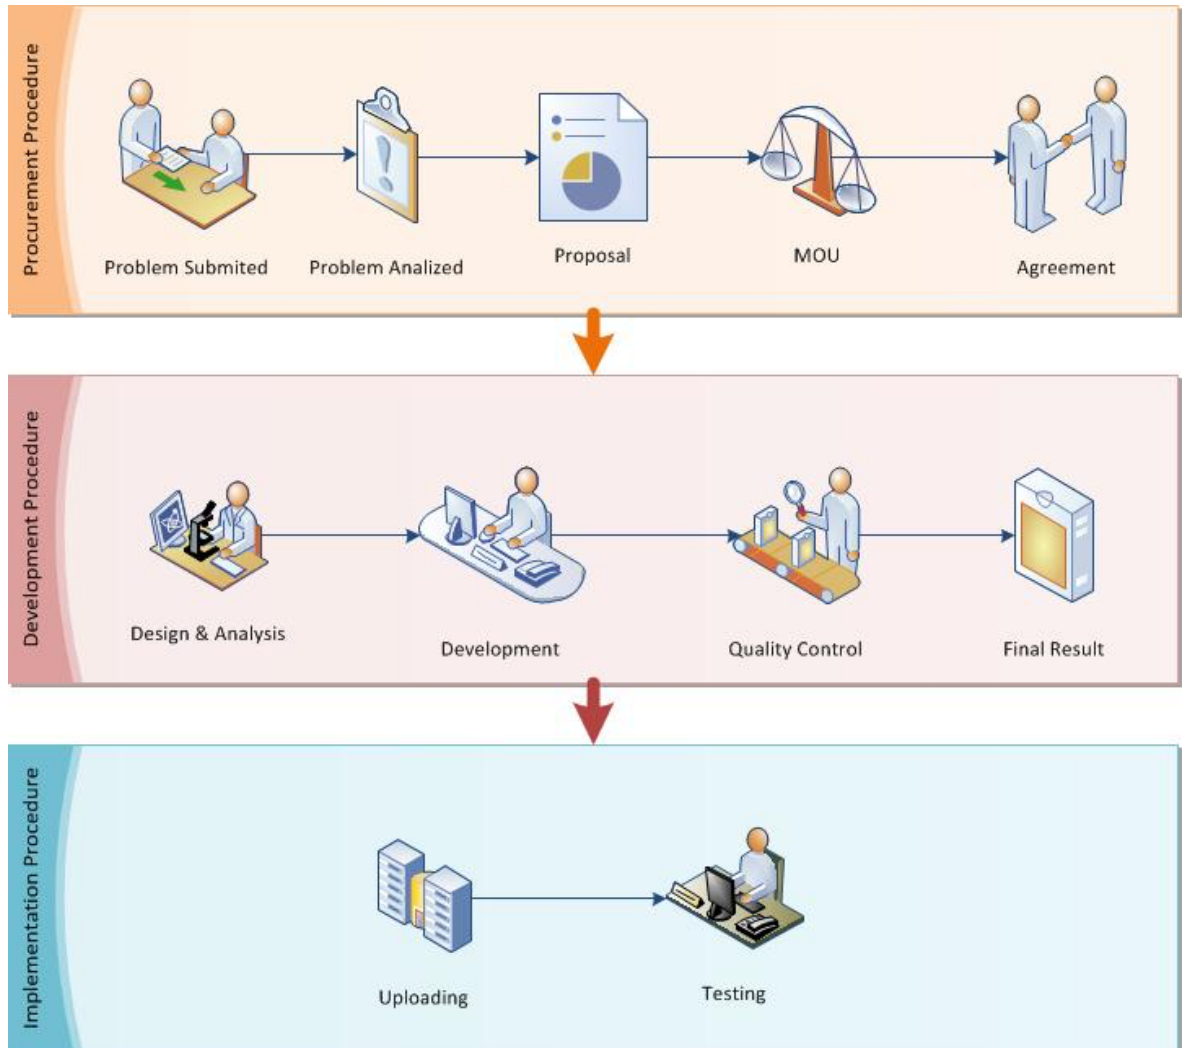 Procurement Procedure
Problem Submited
Problem Analized
Proposal
MOU
Agreement
Development Procedure
Design & Analysis
Development
Quality Control
Final Result
Implementation Procedure
Uploading
Testing